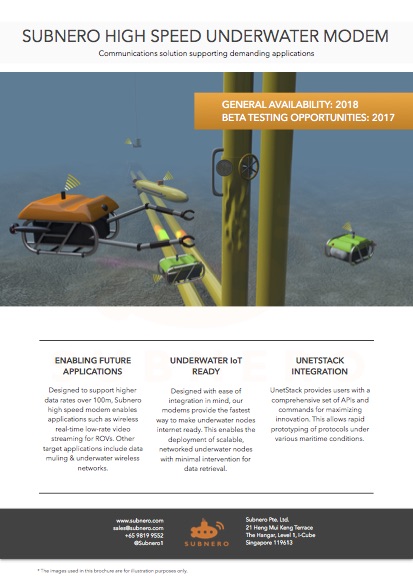 SUBNERO HIGH SPEED UNDERWATER MODEM
Communications solution supporting demanding applications
GENERAL AVAILABILITY: 2018
BETA TESTING OPPORTUNITIES: 2017
ENABLING FUTURE
APPLICATIONS
Designed to support higher
data rates over 100m, Subnero
high speed modem enables
applications such as wireless
real-time low-rate video
streaming for ROVs. Other
target applications include data
muling & underwater wireless
networks.
UNDERWATER IoT
READY
Designed with ease of
integration in mind, our
modems provide the fastest
way to make underwater nodes
internet ready. This enables the
deployment of scalable,
networked underwater nodes
with minimal intervention for
data retrieval.
UNETSTACK
INTEGRATION
UnetStack provides users with a
comprehensive set of APIs and
commands for maximizing
innovation. This allows rapid
prototyping of protocols under
various maritime conditions.
www.subnero.com
sales@subnero.com
+65 9819 9552
@Subnero1
SUBNERO
Subnero Pte. Ltd.
21 Heng Mui Keng Terrace
The Hangar, Level 1, I-Cube
Singapore 119613
* The images used in this brochure are for illustration purposes only.